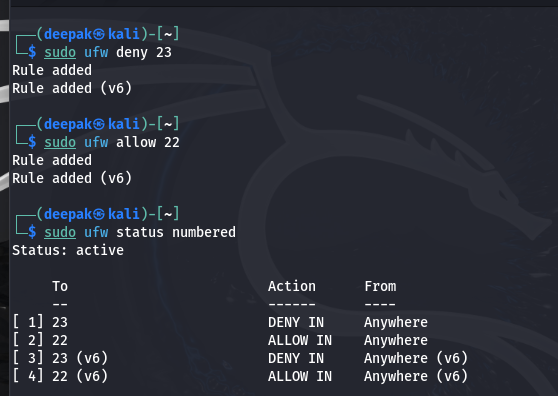 (deepak㉿kali)-[~]
$ sudo ufw deny 23
Rule added
Rule added (v6)
(deepak㉿kali)-[~]
$ sudo ufw allow 22
Rule added
Rule added (v6)
(deepak㉿kali)-[~]
$ sudo ufw status numbered
Status: active
To Action From
-- ------ ----
[ 1] 23 DENY IN Anywhere
[ 2] 22 ALLOW IN Anywhere
[ 3] 23 (v6) DENY IN Anywhere (v6)
[ 4] 22 (v6) ALLOW IN Anywhere (v6)